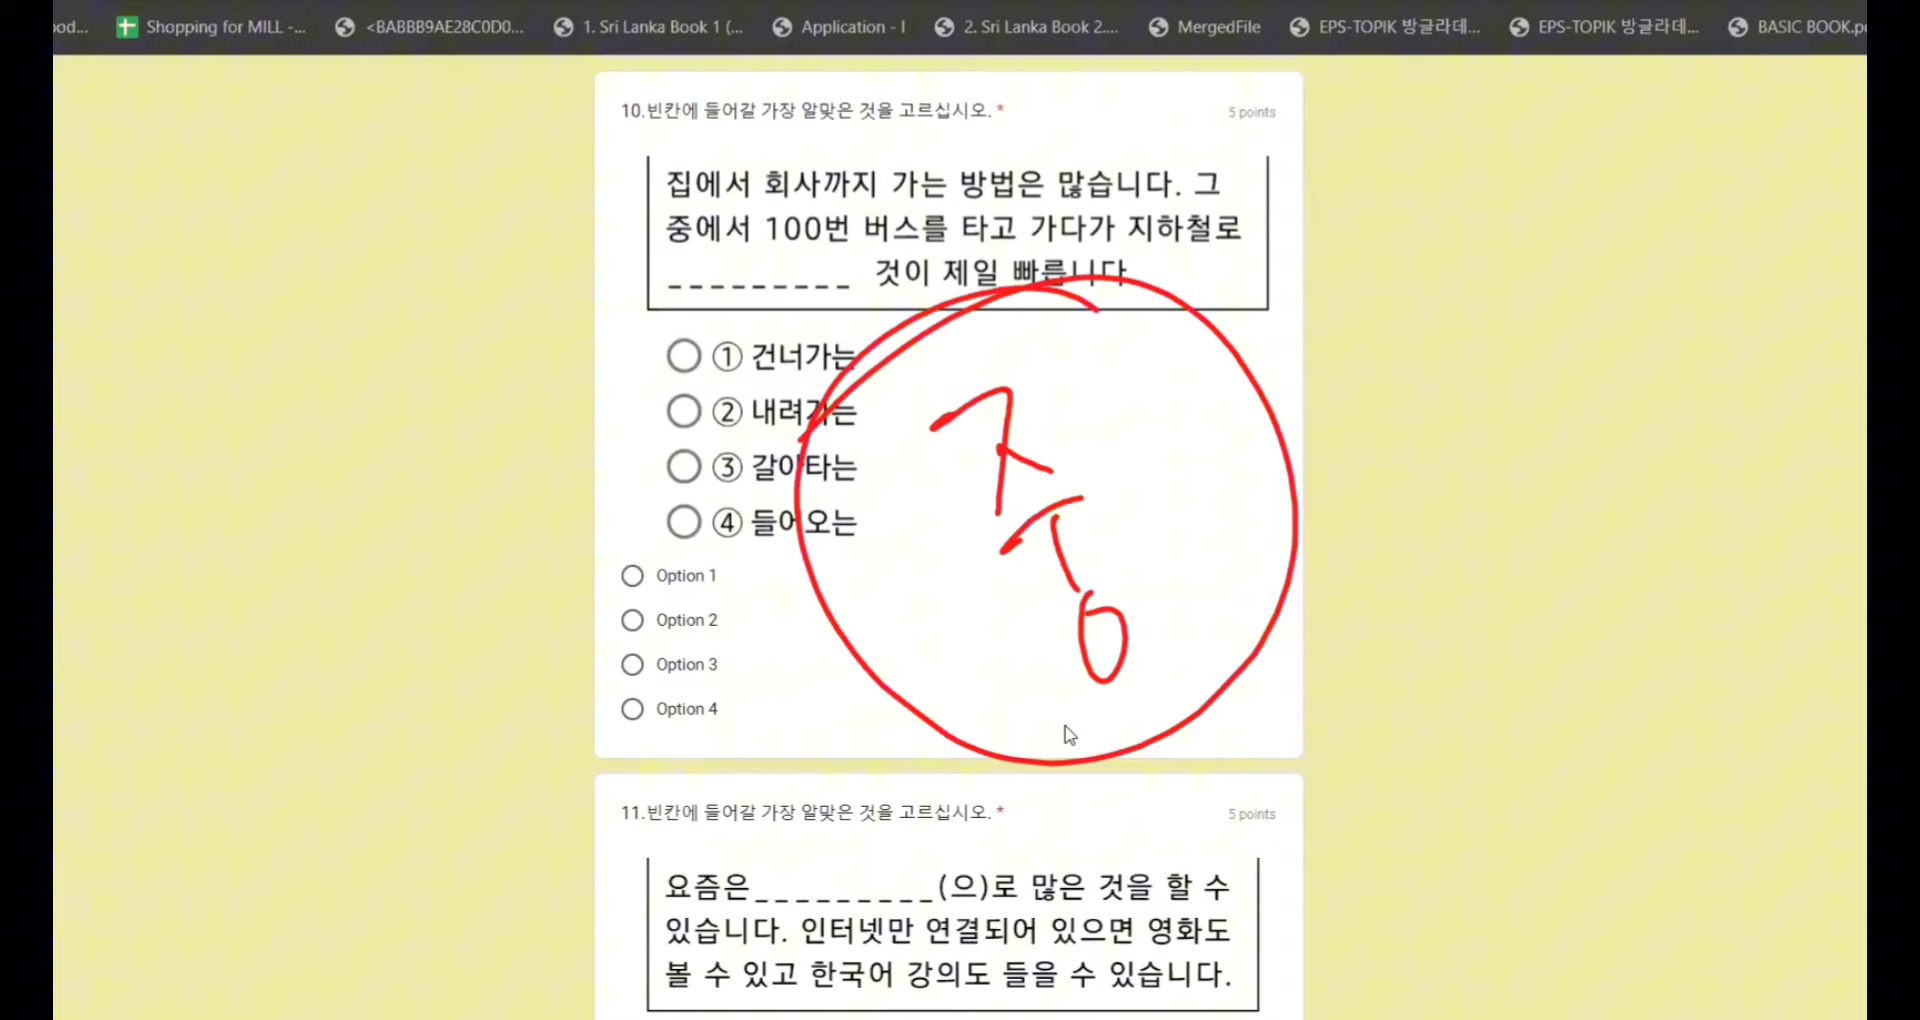 ood...
Shopping for MILL -...
<BABBB9AE28C0D0...
1. Sri Lanka Book 1 (...
Application - I
2. Sri Lanka Book 2....
MergedFile
EPS-TOPIK 방글라데...
EPS-TOPIK 방글라데...
BASIC BOOK.p
10.빈칸에 들어갈 가장 알맞은 것을 고르십시오. *
5 points
집에서 회사까지 가는 방법은 많습니다. 그
중에서 100번 버스를 타고 가다가 지하철로
_________ 것이 제일 빠릅니다
① 건너가는
② 내려가는
③ 갈아타는
④ 들어오는
중
Option 1
Option 2
Option 3
Option 4
11.빈칸에 들어갈 가장 알맞은 것을 고르십시오. *
5 points
요즘은_________(으)로 많은 것을 할 수
있습니다. 인터넷만 연결되어 있으면 영화도
볼 수 있고 한국어 강의도 들을 수 있습니다.